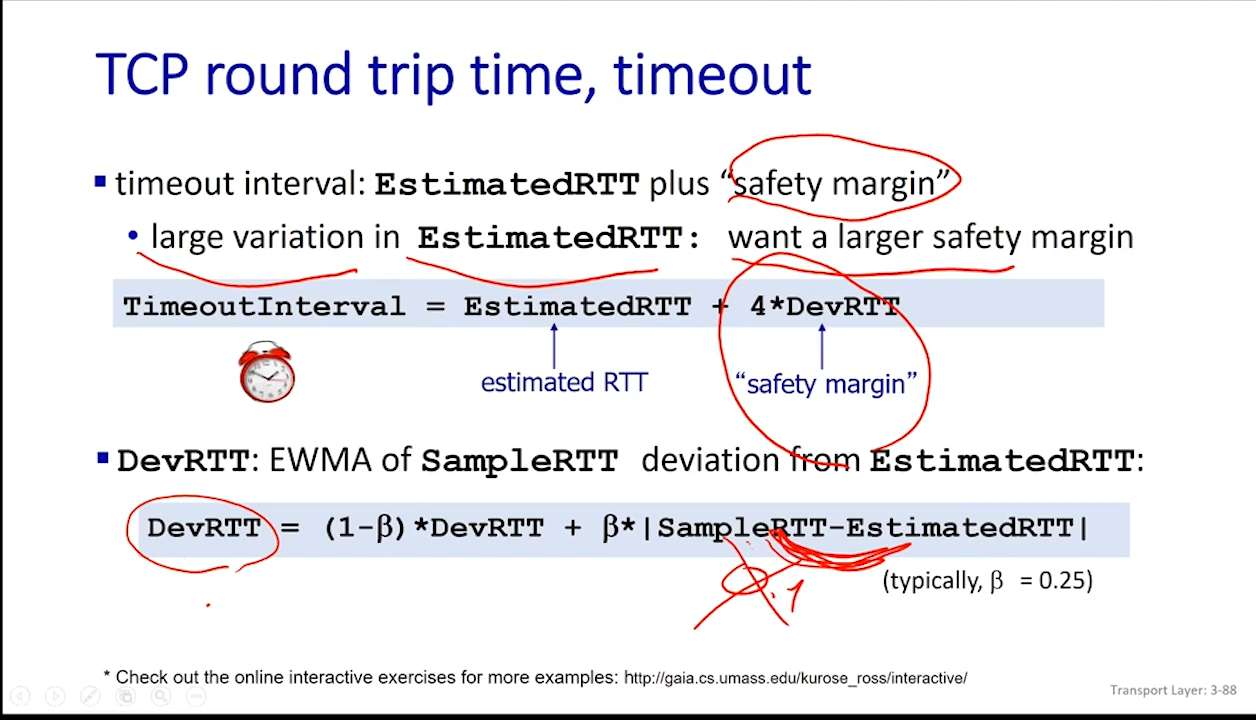 TCP round trip time, timeout
▪ timeout interval: EstimatedRTT plus “safety margin”
• large variation in EstimatedRTT: want a larger safety margin
TimeoutInterval = EstimatedRTT + 4*DevRTT
estimated RTT
“safety margin”
▪ DevRTT: EWMA of SampleRTT deviation from EstimatedRTT:
DevRTT = (1-β)*DevRTT + β*|SampleRTT-EstimatedRTT|
(typically, β = 0.25)
* Check out the online interactive exercises for more examples: http://gaia.cs.umass.edu/kurose_ross/interactive/
Transport Layer: 3-88